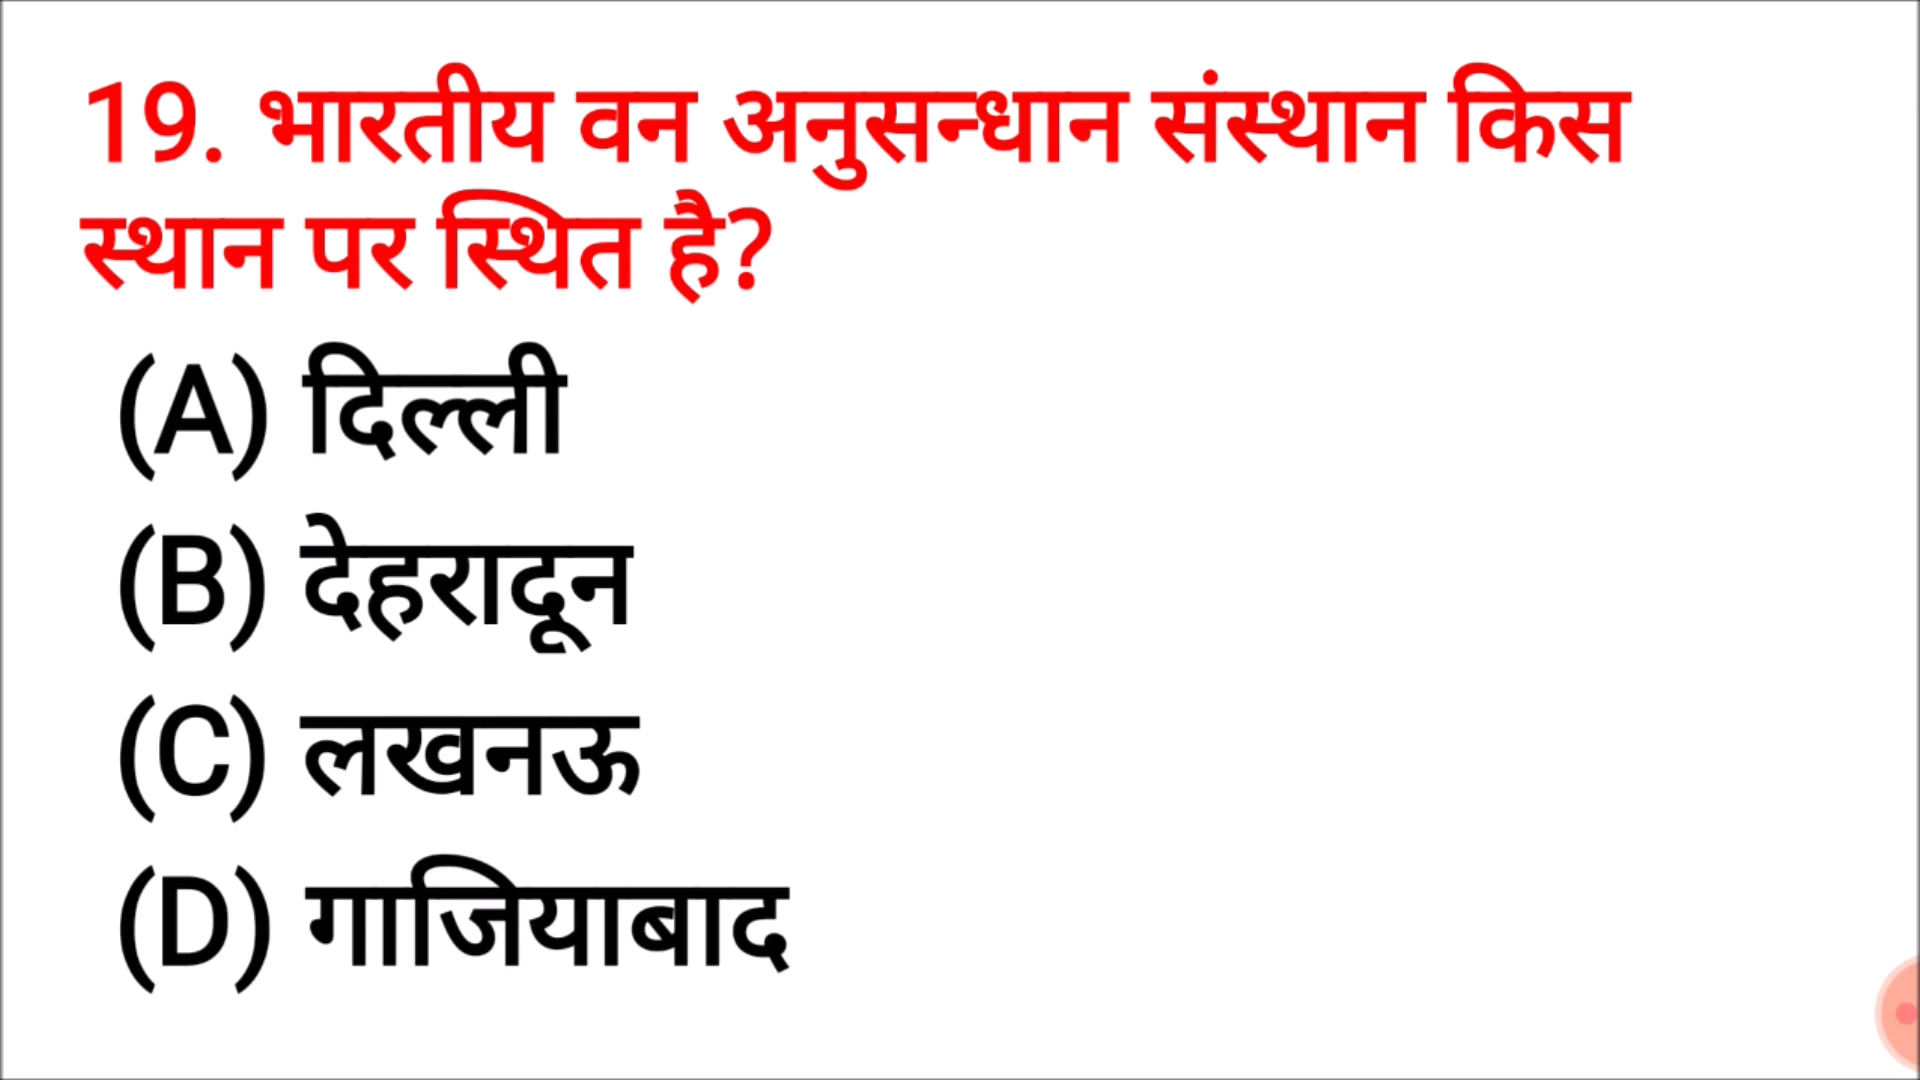 19. भारतीय वन अनुसन्धान संस्थान किस
स्थान पर स्थित है?
(A) दिल्ली
(B) देहरादून
(C) लखनऊ
(D) गाजियाबाद